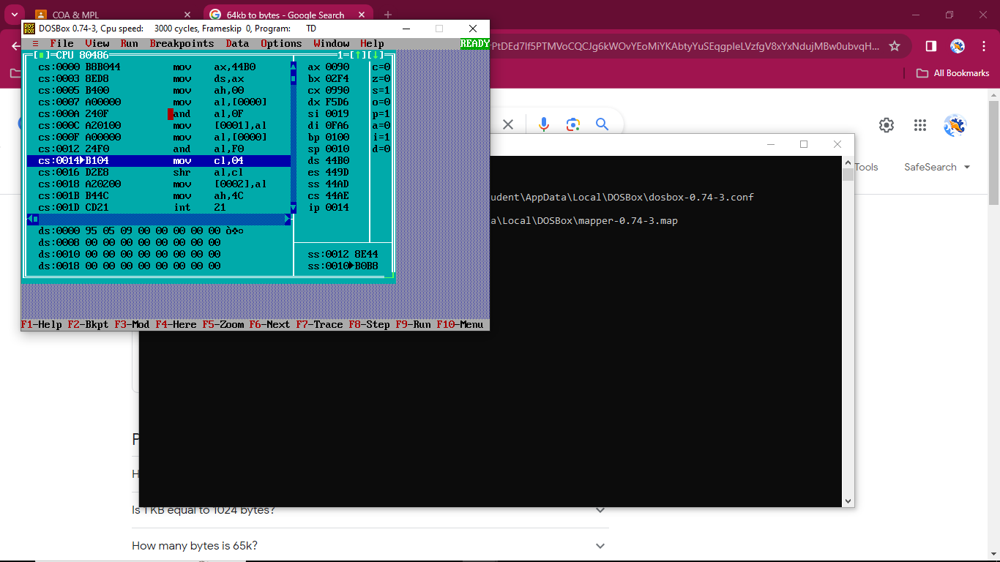 COA & MPL
64kb to bytes - Google Search
DOSBox 0.74-3, Cpu speed: 3000 cycles, Frameskip 0, Program: TD
≡ File View Run Breakpoints Data Options Window Help READY
-PtDEd7If5PTMVoCQCJg6kWOvYEoMiYKAbtyYuSEqgpIeLVzfgV8xYxNdujMBw0ubvqH...
All Bookmarks
[■]=CPU 80486 1=[↑][↓]
cs:0000 B8B044 mov ax,44B0 ax 0090 c=0
cs:0003 8ED8 mov ds,ax bx 02F4 z=0
cs:0005 B400 mov ah,00 cx 0990 s=1
cs:0007 A00000 mov al,[0000] dx F5D6 o=0
cs:000A 240F and al,0F si 0019 p=1
cs:000C A20100 mov [0001],al di 0FA6 a=0
cs:000F A00000 mov al,[0000] bp 0100 i=1
cs:0012 24F0 and al,F0 sp 0010 d=0
cs:0014►B104 mov cl,04 ds 44B0
cs:0016 D2E8 shr al,cl es 449D
cs:0018 A20200 mov [0002],al ss 44AD
cs:001B B44C mov ah,4C cs 44AE
cs:001D CD21 int 21 ip 0014
ds:0000 95 05 09 00 00 00 00 00 ò♣○
ds:0008 00 00 00 00 00 00 00 00
ds:0010 00 00 00 00 00 00 00 00 ss:0012 8E44
ds:0018 00 00 00 00 00 00 00 00 ss:0010►B0B8
F1-Help F2-Bkpt F3-Mod F4-Here F5-Zoom F6-Next F7-Trace F8-Step F9-Run F10-Menu
Tools
SafeSearch
udent\AppData\Local\DOSBox\dosbox-0.74-3.conf
a\Local\DOSBox\mapper-0.74-3.map
P
H
Is 1 KB equal to 1024 bytes?
How many bytes is 65k?